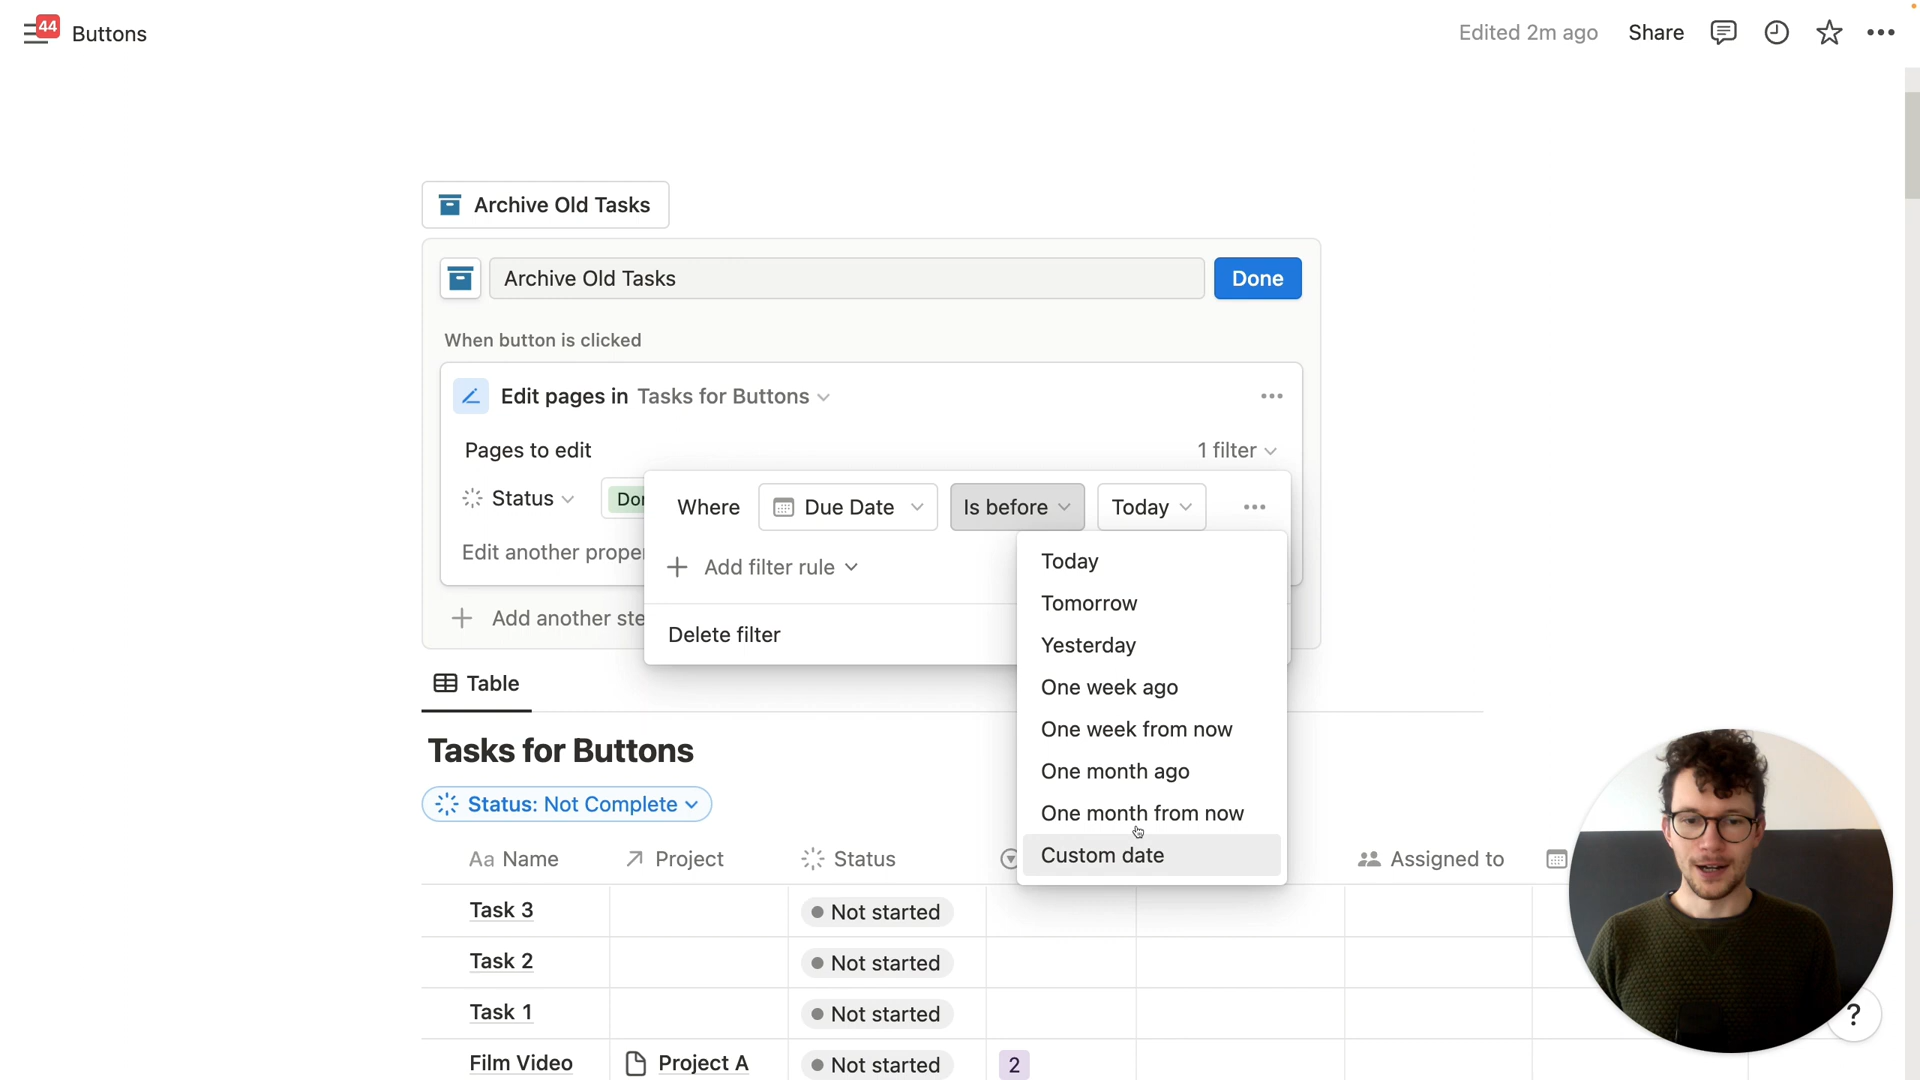 44
Buttons
Edited 2m ago
Share
Archive Old Tasks
Archive Old Tasks
Done
When button is clicked
Edit pages in Tasks for Buttons
Pages to edit
1 filter
Status
Where
Due Date
Is before
Today
Add filter rule
Delete filter
Today
Tomorrow
Yesterday
One week ago
One week from now
One month ago
One month from now
Custom date
Edit another
Add another
Table
Tasks for Buttons
Status: Not Complete
Aa Name
Project
Status
Assigned to
Task 3
Not started
Task 2
Not started
Task 1
Not started
Film Video
Project A
Not started
2
?